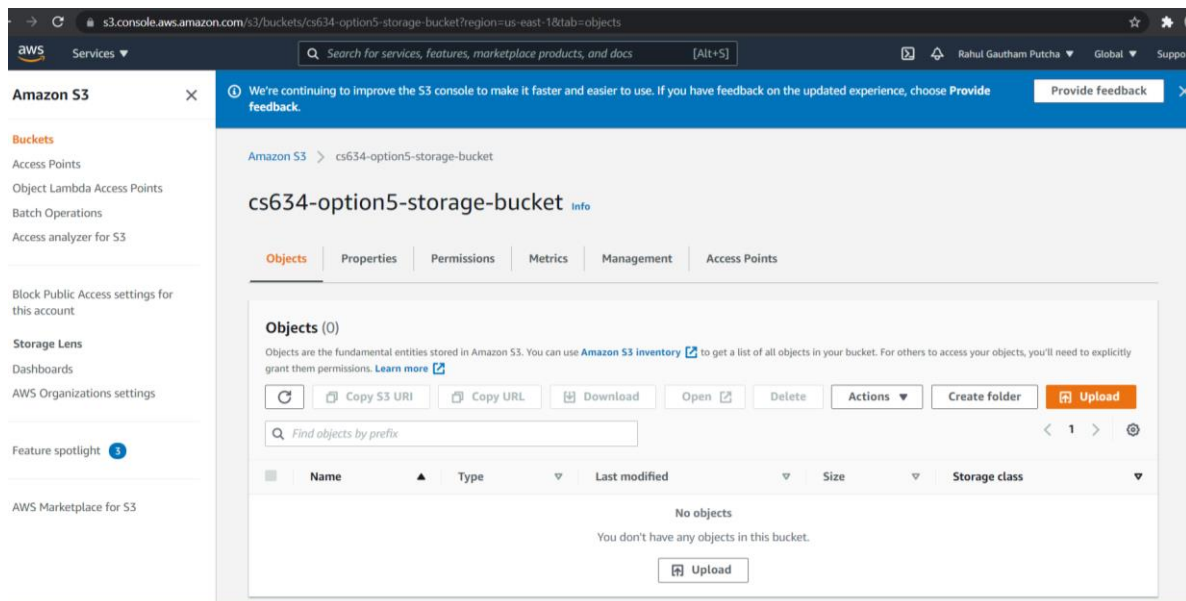 s3.console.aws.amazon.com/s3/buckets/cs634-option5-storage-bucket?region=us-east-1&tab=objects
aws Services ▼ Search for services, features, marketplace products, and docs [Alt+S] Rahul Gautham Putcha ▼ Global ▼
Amazon S3
We're continuing to improve the S3 console to make it faster and easier to use. If you have feedback on the updated experience, choose Provide
feedback.
Provide feedback
Buckets
Access Points
Object Lambda Access Points
Batch Operations
Access analyzer for S3
Block Public Access settings for
this account
Storage Lens
Dashboards
AWS Organizations settings
Feature spotlight 3
AWS Marketplace for S3
Amazon S3 > cs634-option5-storage-bucket
cs634-option5-storage-bucket Info
Objects Properties Permissions Metrics Management Access Points
Objects (0)
Objects are the fundamental entities stored in Amazon S3. You can use Amazon S3 inventory to get a list of all objects in your bucket. For others to access your objects, you'll need to explicitly
grant them permissions. Learn more
Copy S3 URI Copy URL Download Open Delete Actions ▼ Create folder Upload
Find objects by prefix < 1 >
Name Type Last modified Size Storage class
No objects
You don't have any objects in this bucket.
Upload